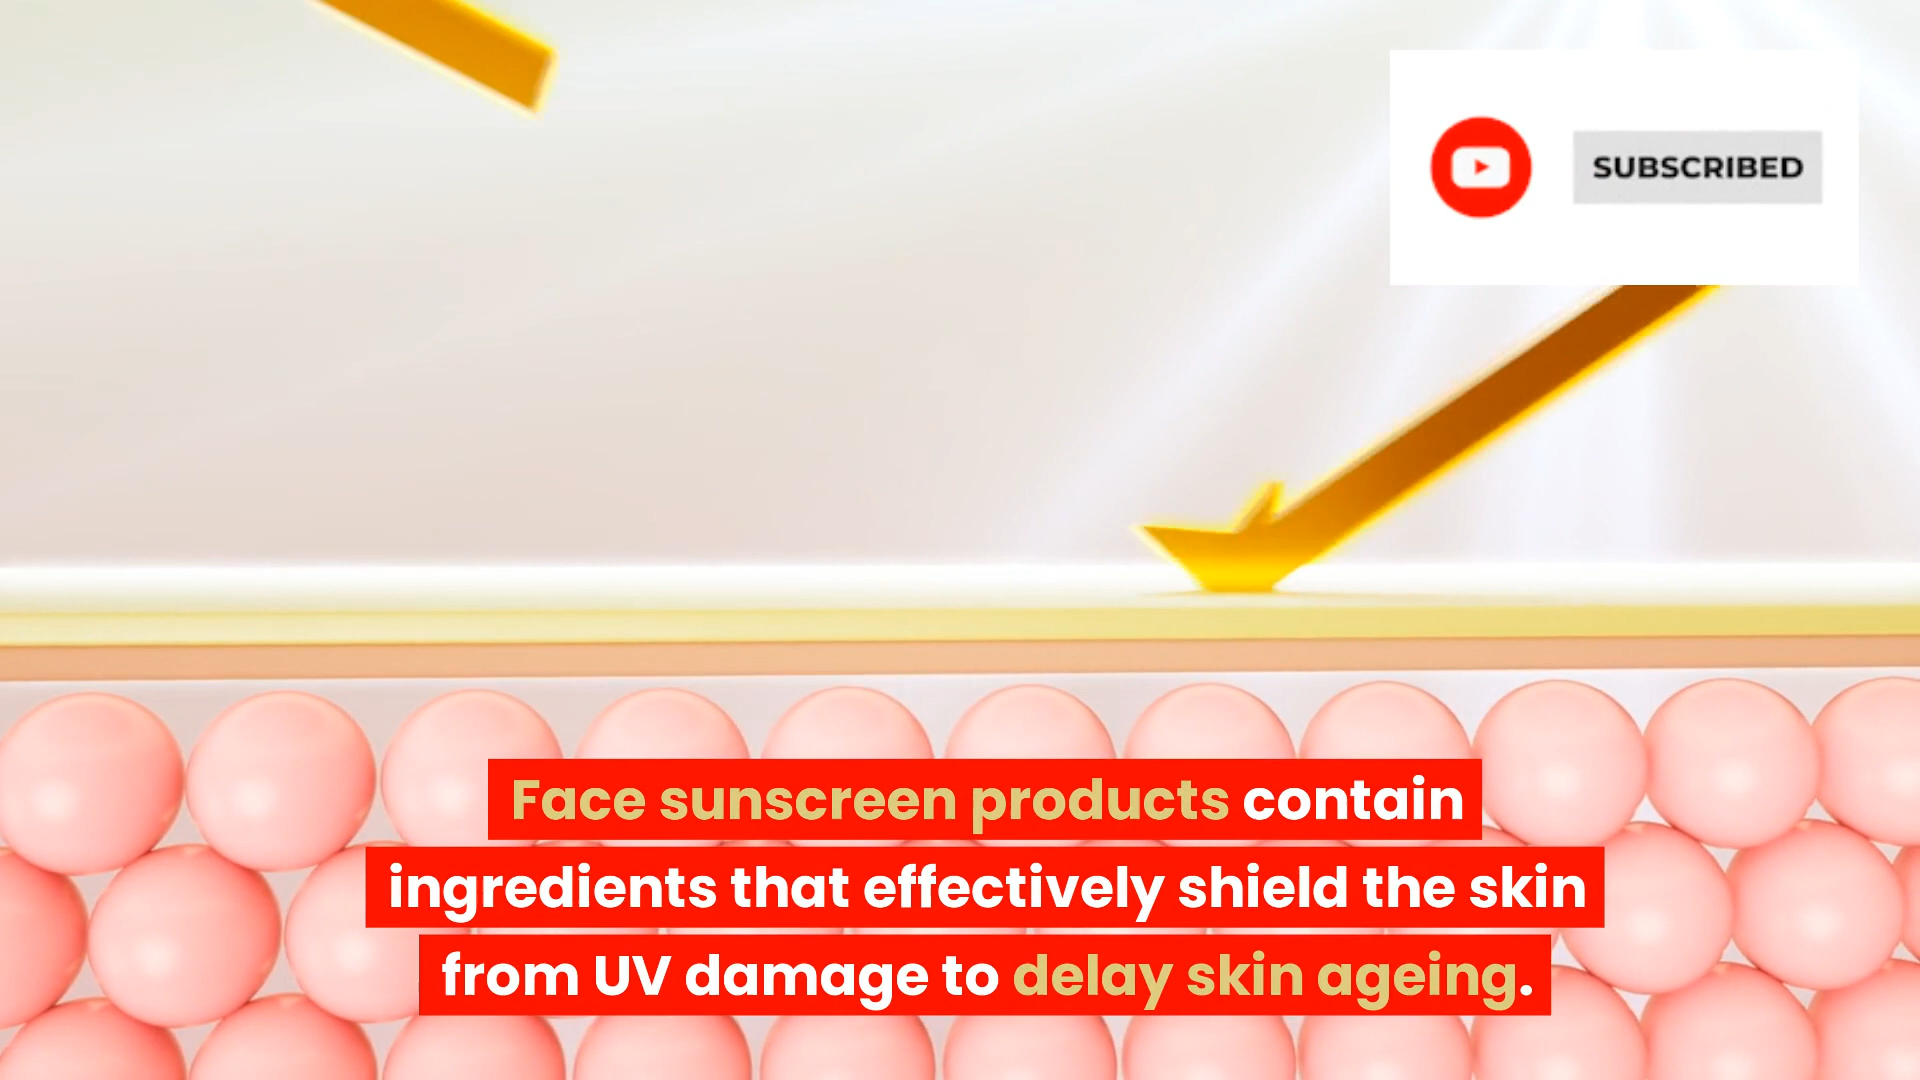 SUBSCRIBED
Face sunscreen products contain
ingredients that effectively shield the skin
from UV damage to delay skin ageing.